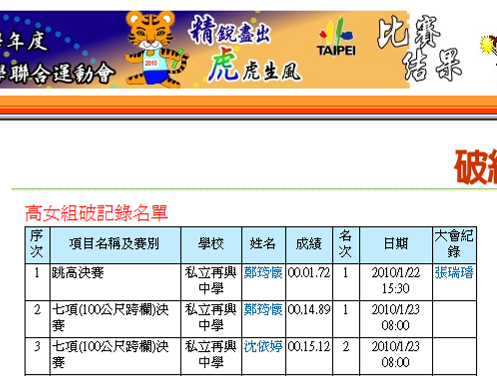 年度
精銳盡出
學聯合運動會
2010
虎虎生風
TAIPEI
比賽
結果
破
高女組破記錄名單
序次 項目名稱及賽別 學校 姓名 成績 名次 日期 大會紀錄
1 跳高決賽 私立再興中學 鄭筠懷 00.01.72 1 2010/1/22 15:30 張瑞璿
2 七項(100公尺跨欄)決賽 私立再興中學 鄭筠懷 00.14.89 1 2010/1/23 08:00
3 七項(100公尺跨欄)決賽 私立再興中學 沈依婷 00.15.12 2 2010/1/23 08:00